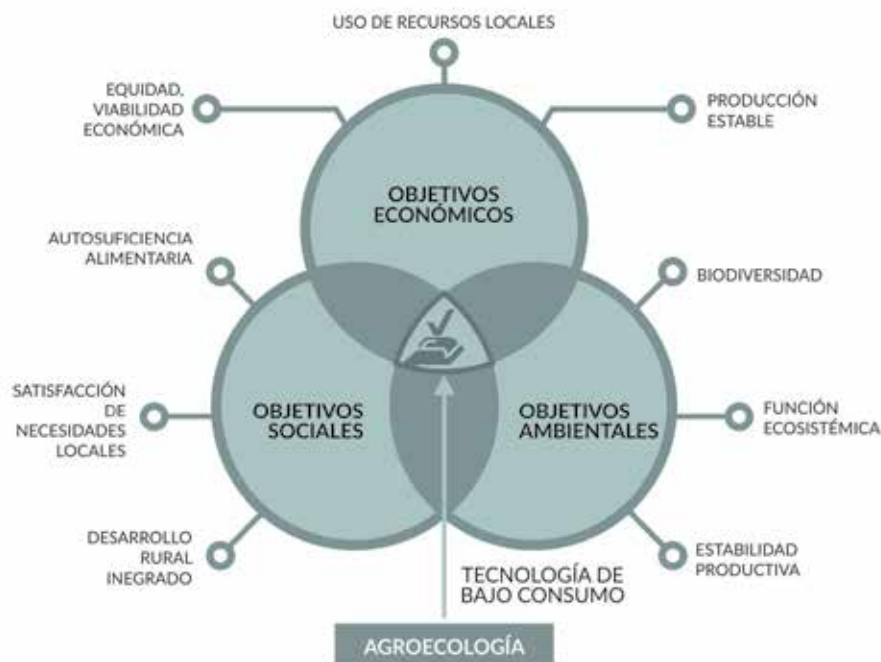 USO DE RECURSOS LOCALES
EQUIDAD,
VIABILIDAD
ECONÓMICA
PRODUCCIÓN
ESTABLE
OBJETIVOS
ECONÓMICOS
AUTOSUFICIENCIA
ALIMENTARIA
BIODIVERSIDAD
SATISFACCIÓN
DE
NECESIDADES
LOCALES
OBJETIVOS
SOCIALES
OBJETIVOS
AMBIENTALES
FUNCIÓN
ECOSISTÉMICA
DESARROLLO
RURAL
INEGRADO
TECNOLOGÍA DE
BAJO CONSUMO
ESTABILIDAD
PRODUCTIVA
AGROECOLOGÍA